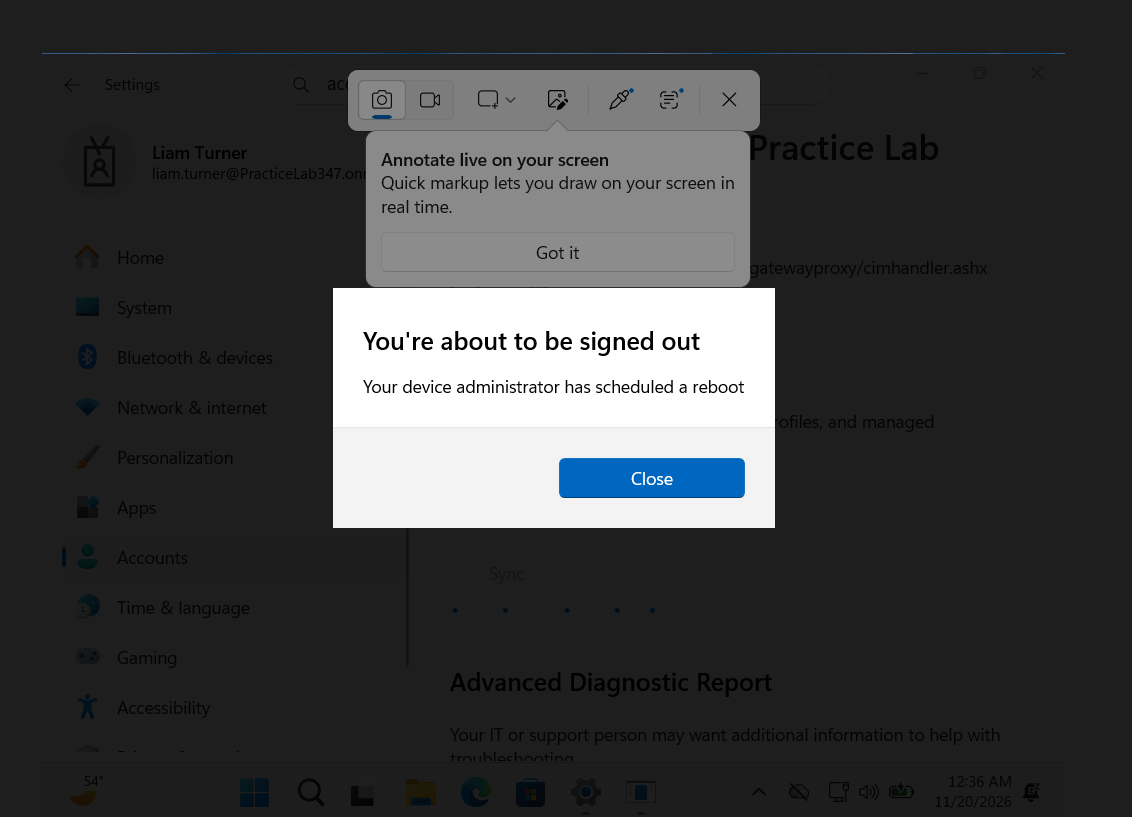 Settings
Practice Lab
Liam Turner
liam.turner@PracticeLab347.on
Annotate live on your screen
Quick markup lets you draw on your screen in
real time.
Got it
gatewayproxy/cimhandler.ashx
You're about to be signed out
Your device administrator has scheduled a reboot
Close
Home
System
Bluetooth & devices
Network & internet
Personalization
Apps
Accounts
Time & language
Gaming
Accessibility
rofiles, and managed
Sync
Advanced Diagnostic Report
Your IT or support person may want additional information to help with
troubleshooting.
54°
12:36 AM
11/20/2026